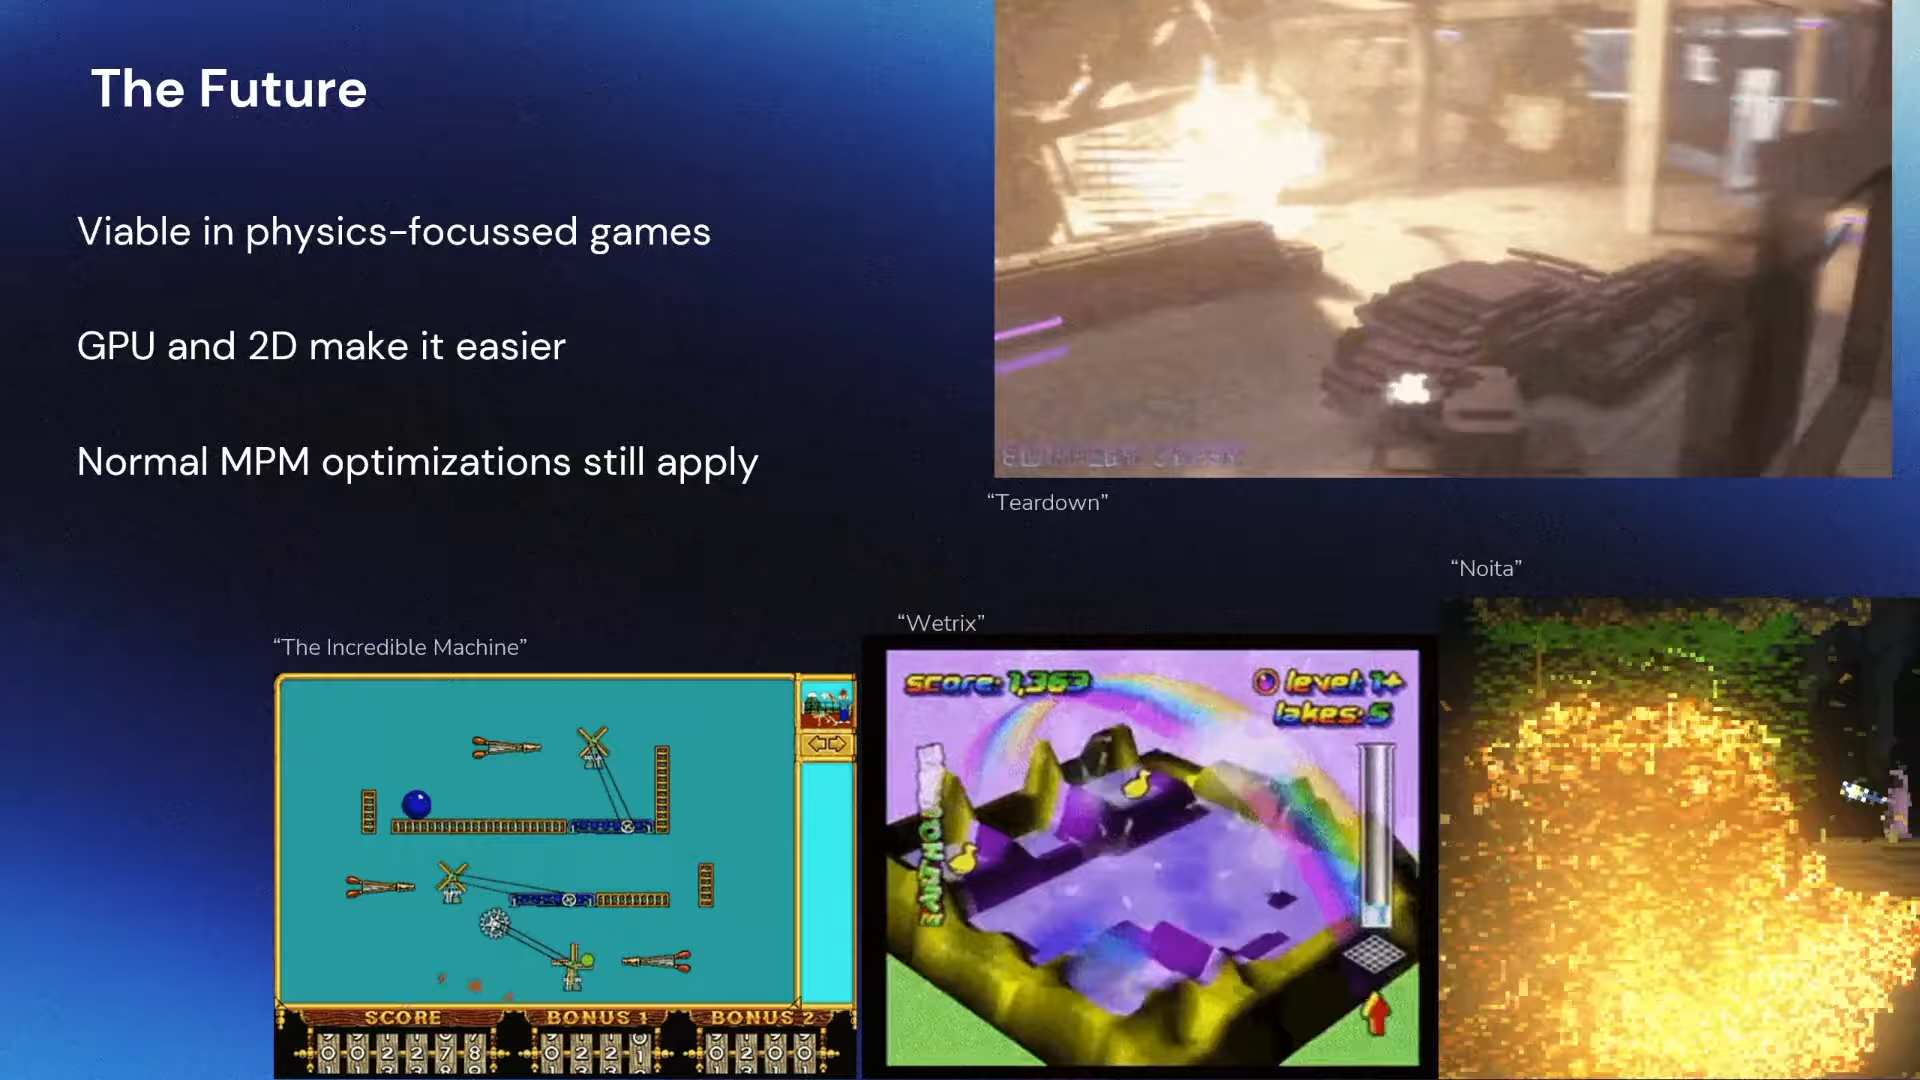 The Future
Viable in physics-focussed games
GPU and 2D make it easier
Normal MPM optimizations still apply
“Teardown”
“Noita”
“Wetrix”
“The Incredible Machine”
score: 1,363
level: 1+
lakes: 5
SCORE
BONUS 1
BONUS 2